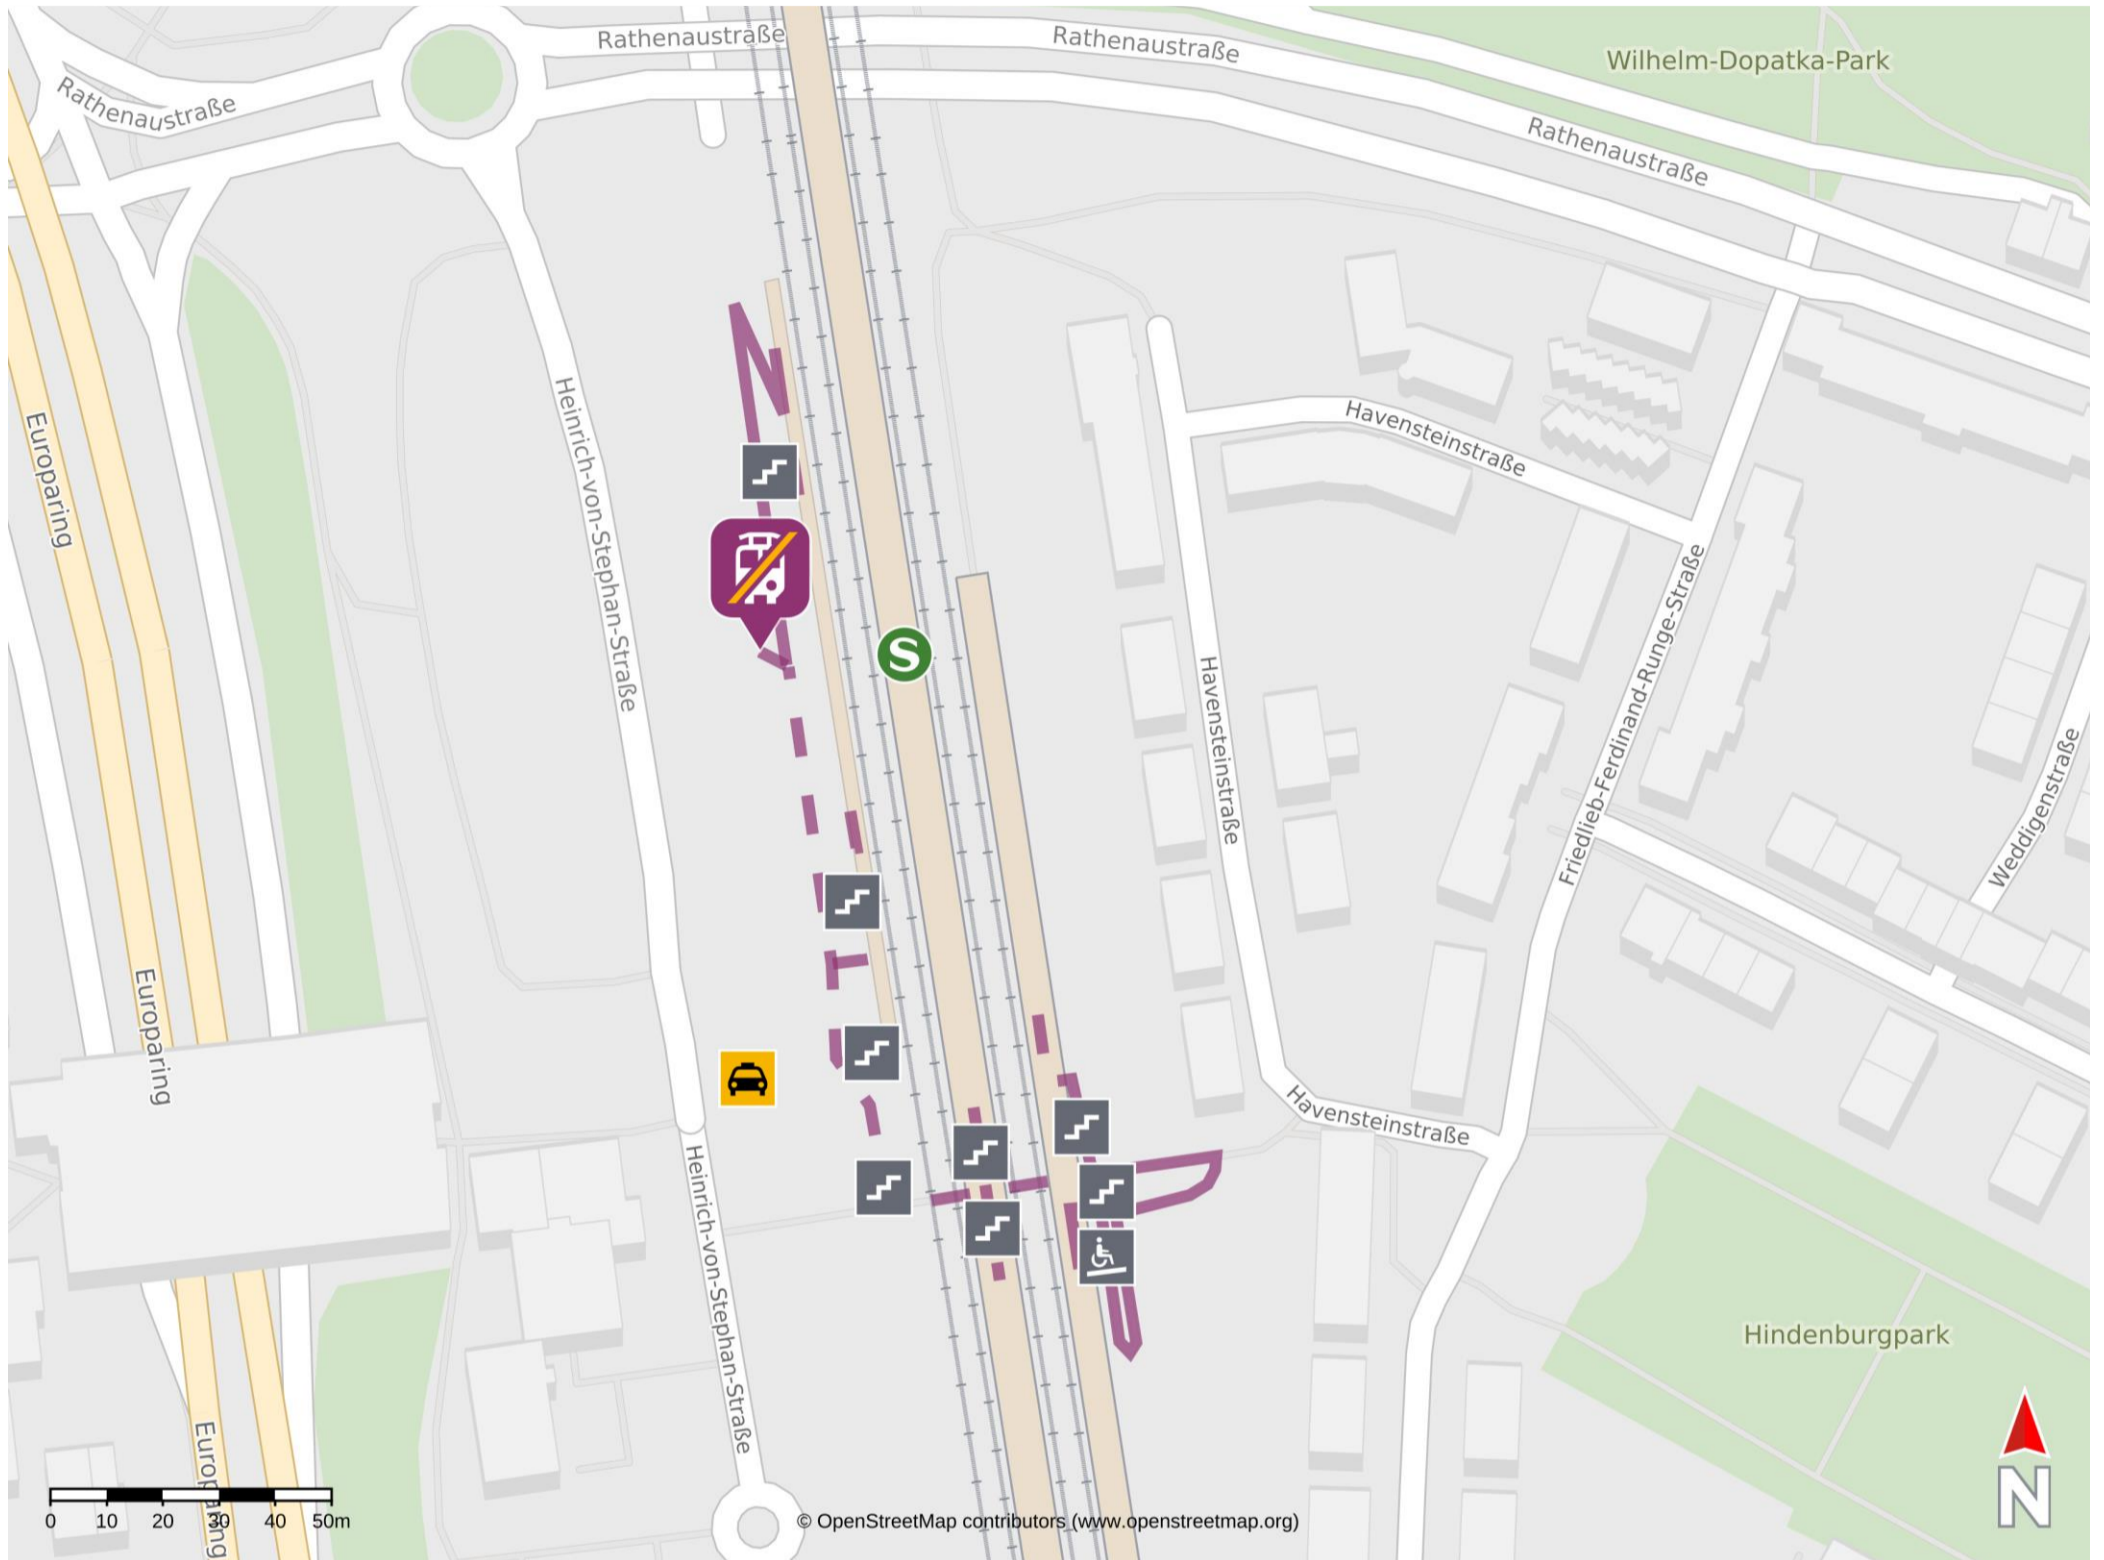 Rathenaustraße
Rathenaustraße
Wilhelm-Dopatka-Park
Rathenaustraße
Rathenaustraße
Heinrich-von-Stephan-Straße
Havensteinstraße
Europaring
S
Friedlieb-Ferdinand-Runge-Straße
Havensteinstraße
Weddigenstraße
Europaring
Havensteinstraße
Heinrich-von-Stephan-Straße
Hindenburgpark
Europaring
N
0 10 20 30 40 50m
© OpenStreetMap contributors (www.openstreetmap.org)